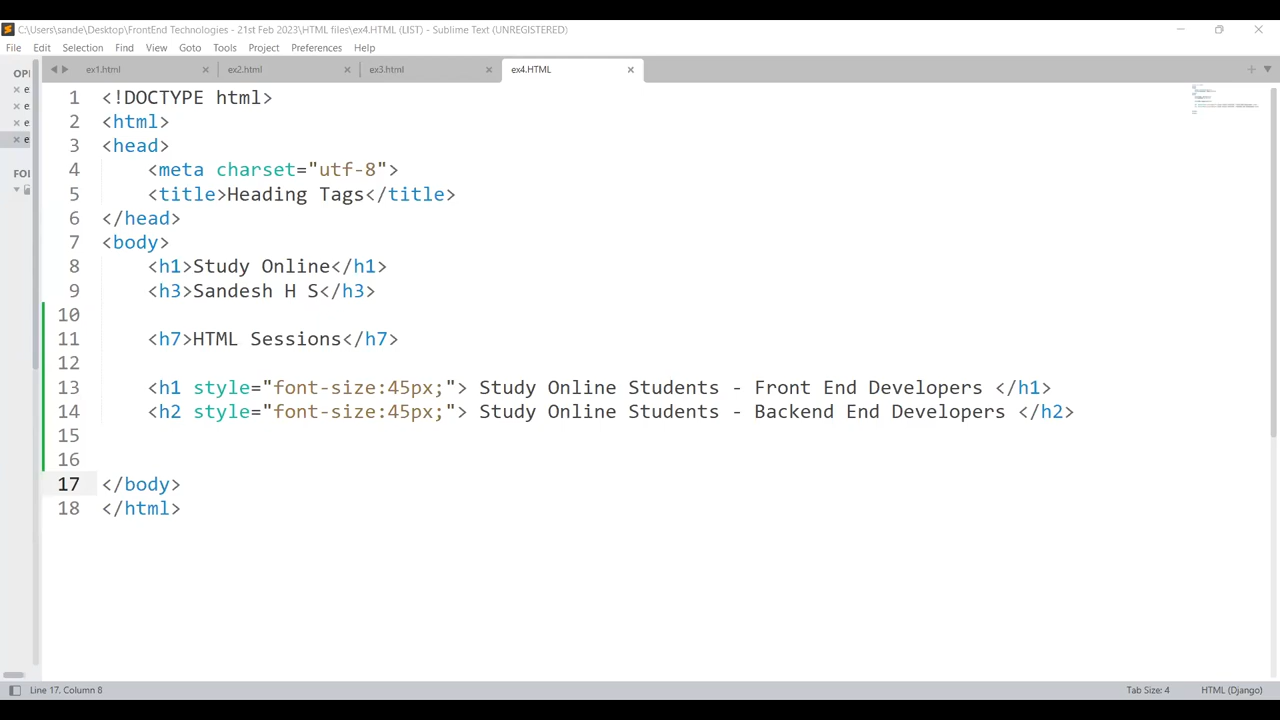 C:\Users\sande\Desktop\FrontEnd Technologies - 21st Feb 2023\HTML files\ex4.HTML (LIST) - Sublime Text (UNREGISTERED)
File Edit Selection Find View Goto Tools Project Preferences Help
OPI
ex1.html ex2.html ex3.html ex4.HTML
e
e
e
e
FOI
1 <!DOCTYPE html>
2 <html>
3 <head>
4 <meta charset="utf-8">
5 <title>Heading Tags</title>
6 </head>
7 <body>
8 <h1>Study Online</h1>
9 <h3>Sandesh H S</h3>
10
11 <h7>HTML Sessions</h7>
12
13 <h1 style="font-size:45px;"> Study Online Students - Front End Developers </h1>
14 <h2 style="font-size:45px;"> Study Online Students - Backend End Developers </h2>
15
16
17 </body>
18 </html>
Line 17, Column 8 Tab Size: 4 HTML (Django)